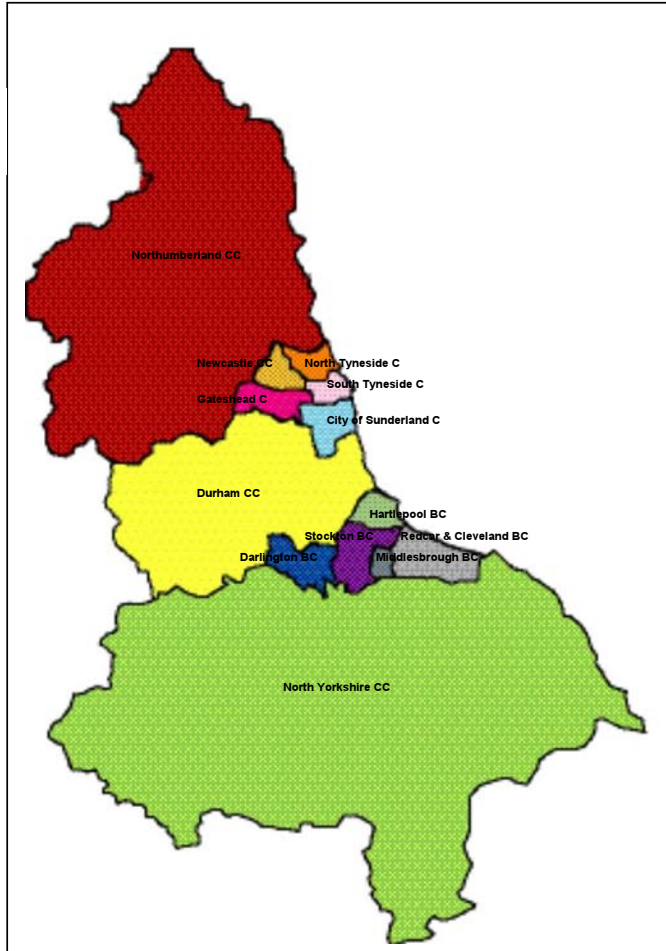 Northumberland CC
Newcastle CC
North Tyneside C
South Tyneside C
Gateshead C
City of Sunderland C
Durham CC
Hartlepool BC
Stockton BC
Redcar & Cleveland BC
Darlington BC
Middlesbrough BC
North Yorkshire CC